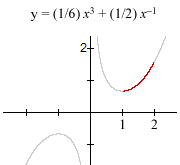 y = (1/6) x³ + (1/2) x⁻¹
2
1 2